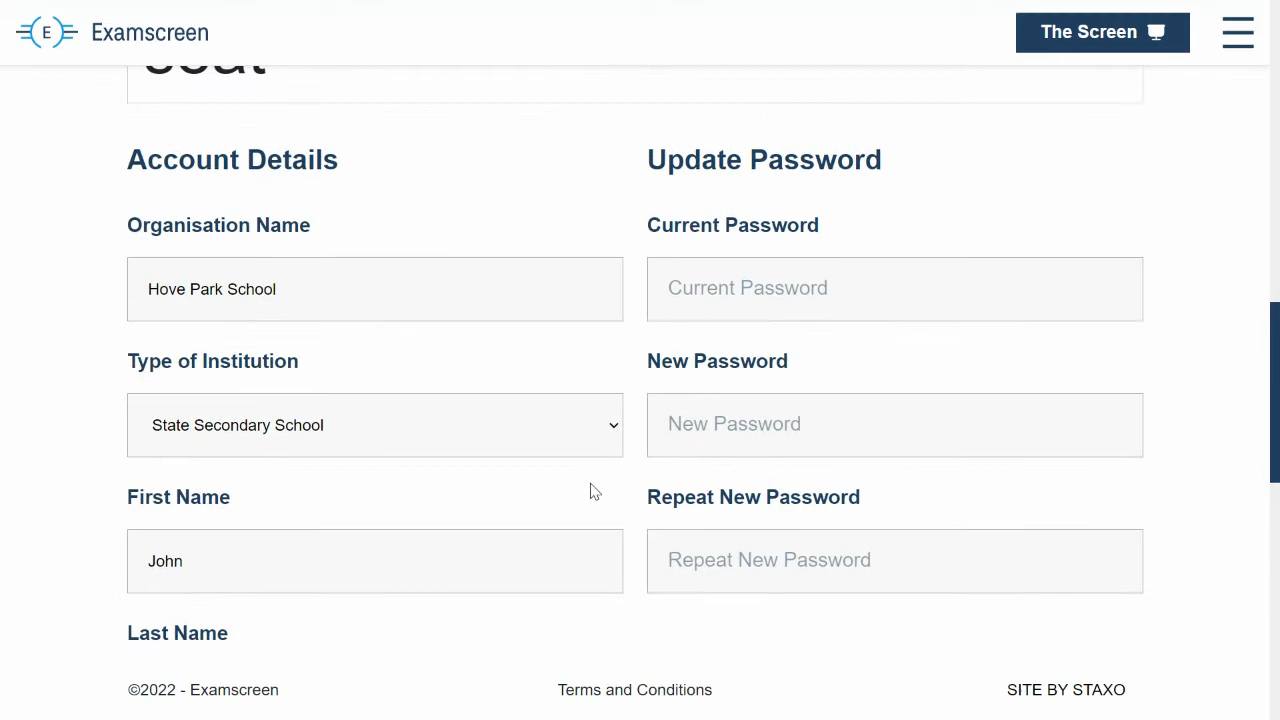 E Examscreen
The Screen
Account Details
Update Password
Organisation Name
Current Password
Hove Park School
Current Password
Type of Institution
New Password
State Secondary School
New Password
First Name
Repeat New Password
John
Repeat New Password
Last Name
©2022 - Examscreen
Terms and Conditions
SITE BY STAXO